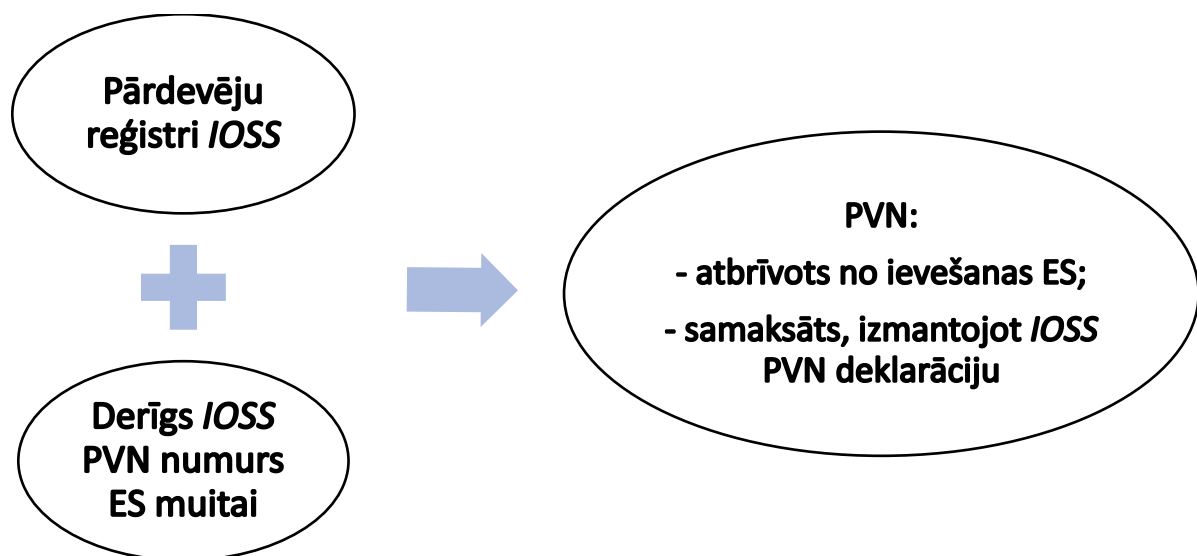 Pārdevēju
reģistri IOSS
Derīgs IOSS
PVN numurs
ES muitai
PVN:
- atbrīvots no ievešanas ES;
- samaksāts, izmantojot IOSS
PVN deklarāciju